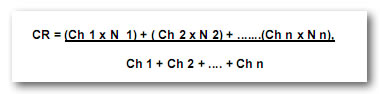 CR = (Ch 1 x N 1) + ( Ch 2 x N 2) + .......(Ch n x N n),
Ch 1 + Ch 2 + .... + Ch n